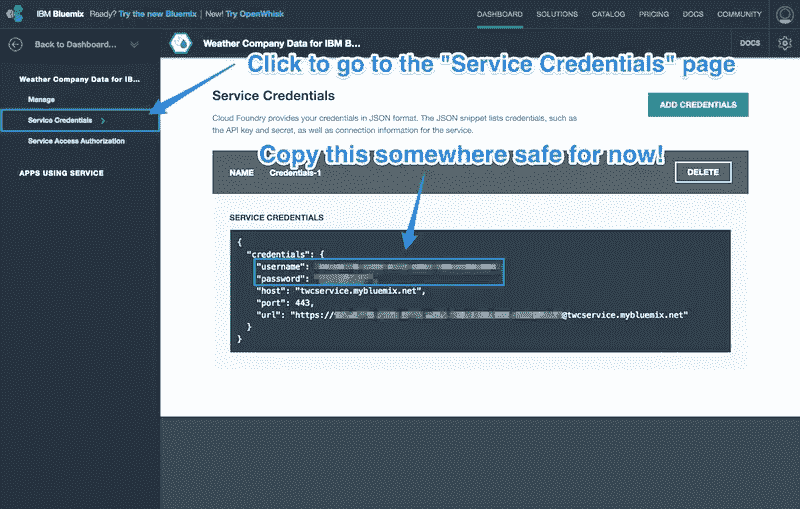 IBM Bluemix Ready? Try the new Bluemix | New! Try OpenWhisk DASHBOARD SOLUTIONS CATALOG PRICING DOCS COMMUNITY
Back to Dashboard... Weather Company Data for IBM B... DOCS
Click to go to the "Service Credentials" page
Weather Company Data for IB...
Manage
Service Credentials >
Service Access Authorization
APPS USING SERVICE
Service Credentials
ADD CREDENTIALS
Cloud Foundry provides your credentials in JSON format. The JSON snippet lists credentials, such as
the API key and secret, as well as connection information for the service.
Copy this somewhere safe for now!
NAME Credentials-1 DELETE
SERVICE CREDENTIALS
{
"credentials": {
"username":
"password":
"host": "twcservice.mybluemix.net",
"port": 443,
"url": "https://@twcservice.mybluemix.net"
}
}